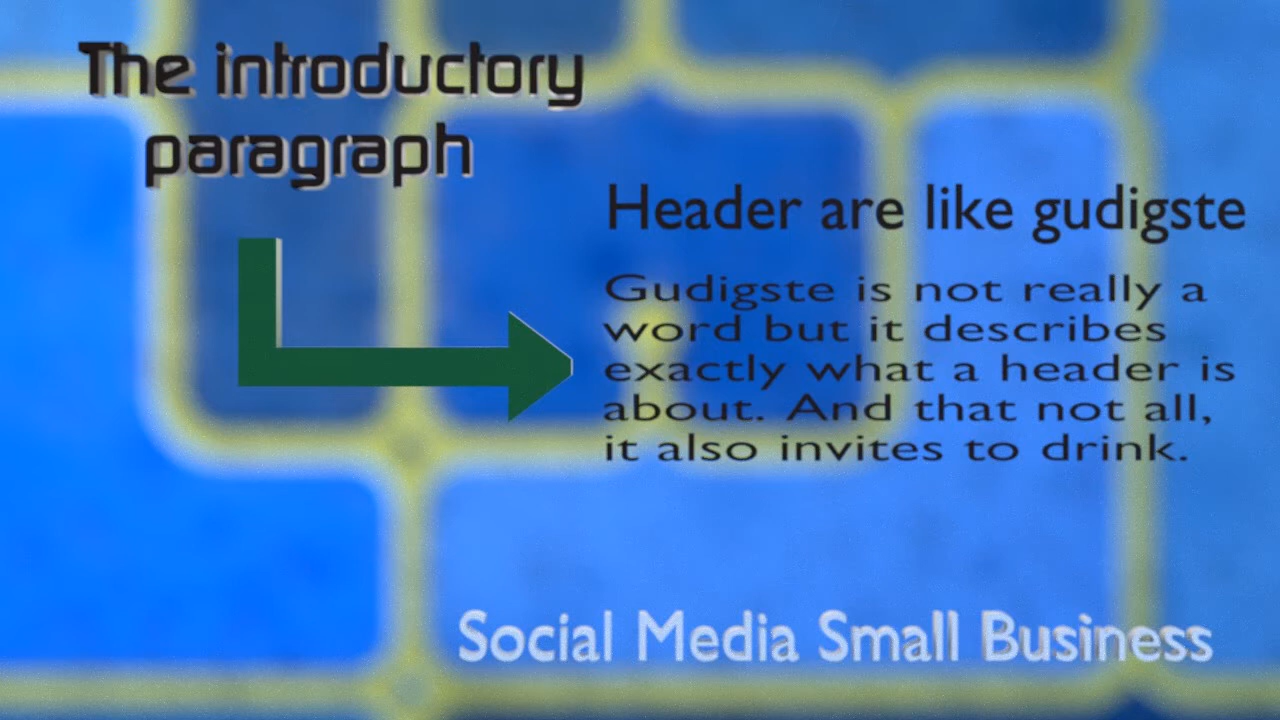 The introductory
paragraph
Header are like gudigste
Gudigste is not really a
word but it describes
exactly what a header is
about. And that not all,
it also invites to drink.
Social Media Small Business